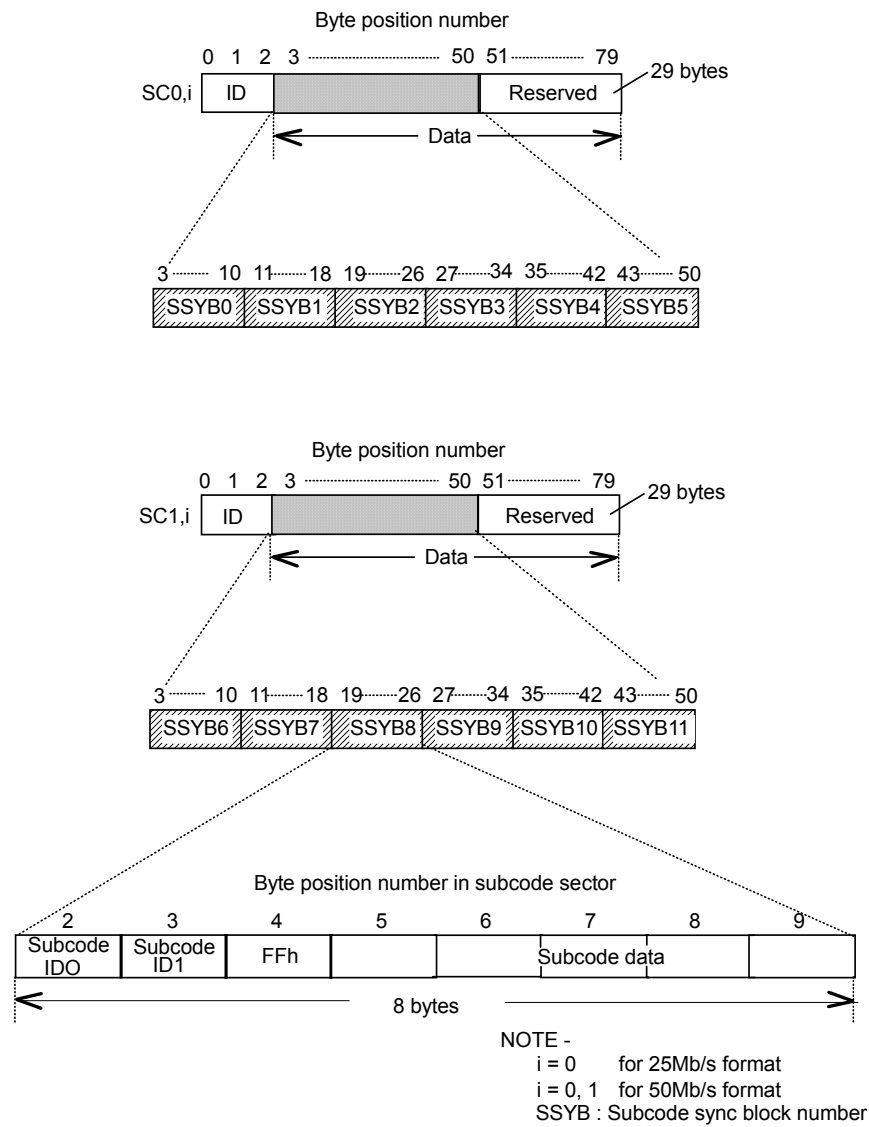 Byte position number
0 1 2 3 50 51 79
29 bytes
SC0,i ID Reserved
Data
3 10 11 18 19 26 27 34 35 42 43 50
SSYB0 SSYB1 SSYB2 SSYB3 SSYB4 SSYB5
Byte position number
0 1 2 3 50 51 79
29 bytes
SC1,i ID Reserved
Data
3 10 11 18 19 26 27 34 35 42 43 50
SSYB6 SSYB7 SSYB8 SSYB9 SSYB10 SSYB11
Byte position number in subcode sector
2 3 4 5 6 7 8 9
Subcode Subcode
ID0 ID1 FFh Subcode data
8 bytes
NOTE -
i = 0 for 25Mb/s format
i = 0, 1 for 50Mb/s format
SSYB : Subcode sync block number